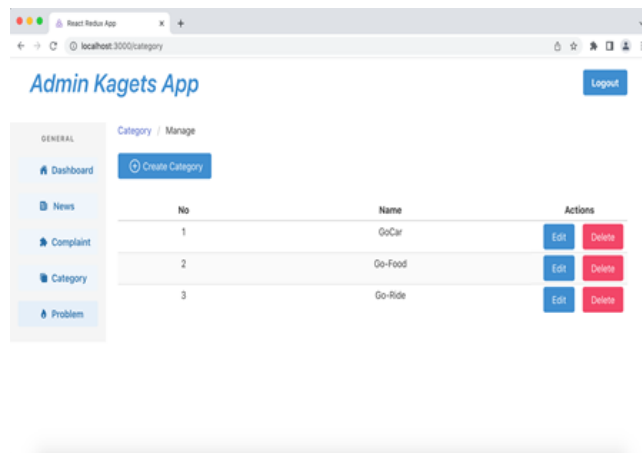 React Redux App
localhost:3000/category
Admin Kagets App
Logout
GENERAL
Dashboard
News
Complaint
Category
Problem
Category / Manage
Create Category
No Name Actions
1 GoCar Edit Delete
2 Go-Food Edit Delete
3 Go-Ride Edit Delete